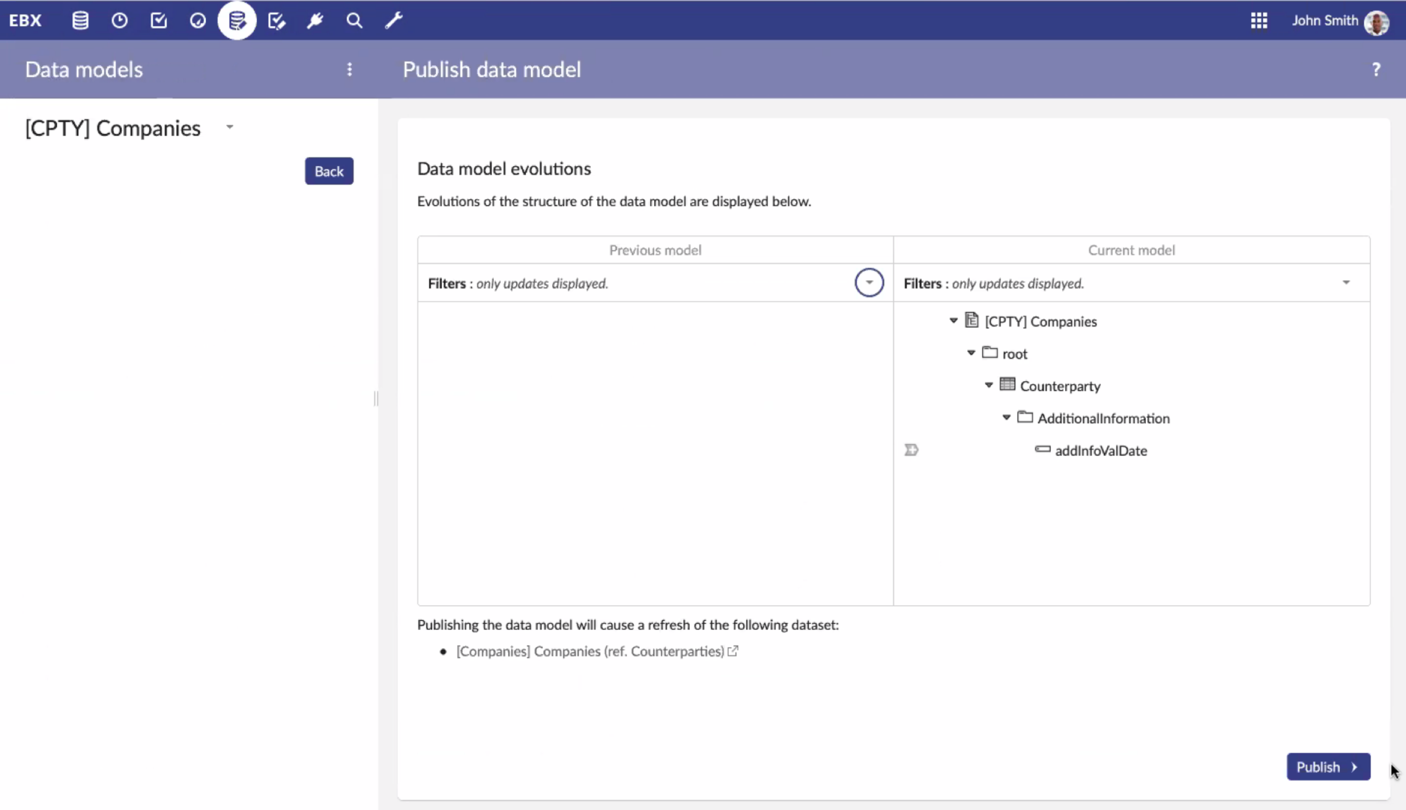 EBX
John Smith
Data models
Publish data model
?
[CPTY] Companies
Back
Data model evolutions
Evolutions of the structure of the data model are displayed below.
Previous model
Current model
Filters : only updates displayed.
Filters : only updates displayed.
[CPTY] Companies
root
Counterparty
AdditionalInformation
addInfoValDate
Publishing the data model will cause a refresh of the following dataset:
• [Companies] Companies (ref. Counterparties)
Publish